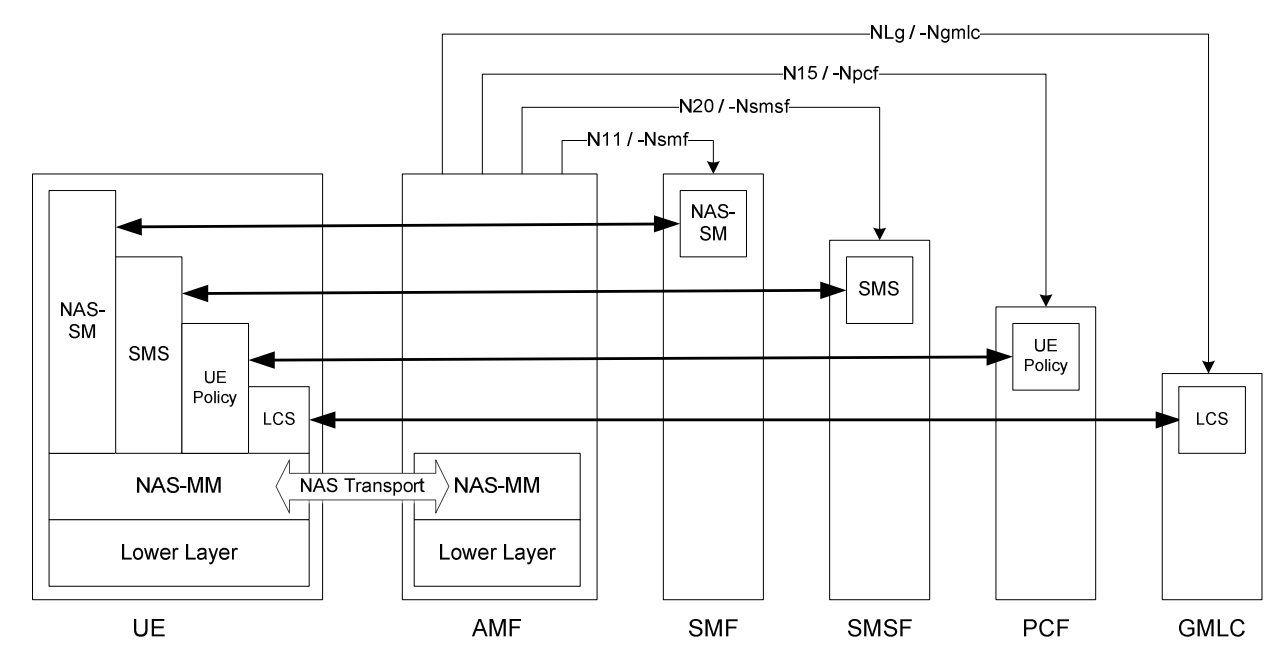 NLg / -Ngmlc
N15 / -Npcf
N20 / -Nsmsf
N11 / -Nsmf
NAS-
SM
NAS-
SM
SMS
SMS
UE
Policy
UE
Policy
LCS
LCS
NAS-MM
NAS Transport
NAS-MM
Lower Layer
Lower Layer
UE
AMF
SMF
SMSF
PCF
GMLC